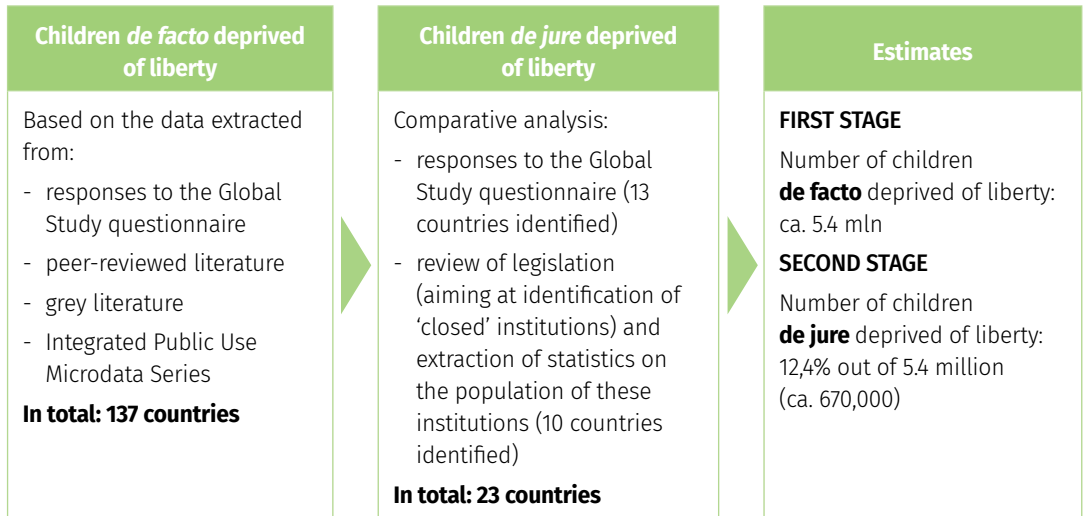 Children de facto deprived
of liberty
Based on the data extracted
from:
- responses to the Global
Study questionnaire
- peer-reviewed literature
- grey literature
- Integrated Public Use
Microdata Series
In total: 137 countries
Children de jure deprived
of liberty
Comparative analysis:
- responses to the Global
Study questionnaire (13
countries identified)
- review of legislation
(aiming at identification of
‘closed’ institutions) and
extraction of statistics on
the population of these
institutions (10 countries
identified)
In total: 23 countries
Estimates
FIRST STAGE
Number of children
de facto deprived of liberty:
ca. 5.4 mln
SECOND STAGE
Number of children
de jure deprived of liberty:
12,4% out of 5.4 million
(ca. 670,000)